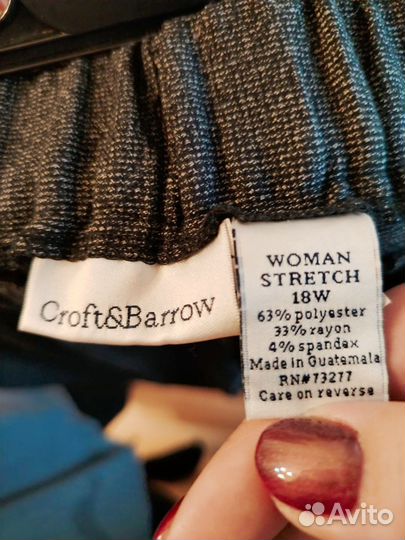 Croft&Barrow
WOMAN
STRETCH
18W
63% polyester
33% rayon
4% spandex
Made in Guatemala
RN#73277
Care on reverse
Avito